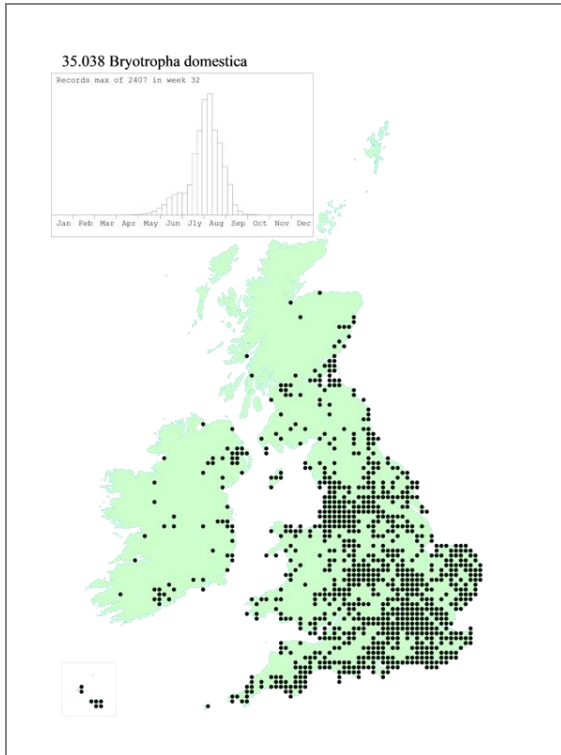 35.038 Bryotropha domestica
Records max of 2407 in week 32
Jan Feb Mar Apr May Jun Jly Aug Sep Oct Nov Dec